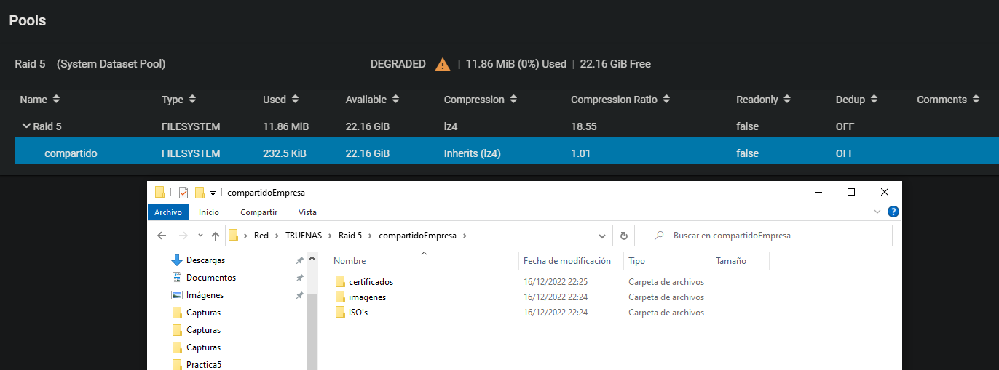 Pools
Raid 5 (System Dataset Pool) DEGRADED | 11.86 MiB (0%) Used | 22.16 GiB Free
Name Type Used Available Compression Compression Ratio Readonly Dedup Comments
Raid 5 FILESYSTEM 11.86 MiB 22.16 GiB lz4 18.55 false OFF
compartido FILESYSTEM 232.5 KiB 22.16 GiB Inherits (lz4) 1.01 false OFF
compartidoEmpresa
Archivo Inicio Compartir Vista
Red > TRUENAS > Raid 5 > compartidoEmpresa > Buscar en compartidoEmpresa
Descargas
Documentos
Imágenes
Capturas
Capturas
Capturas
Practica5
Nombre Fecha de modificación Tipo Tamaño
certificados 16/12/2022 22:25 Carpeta de archivos
imagenes 16/12/2022 22:24 Carpeta de archivos
ISO's 16/12/2022 22:24 Carpeta de archivos